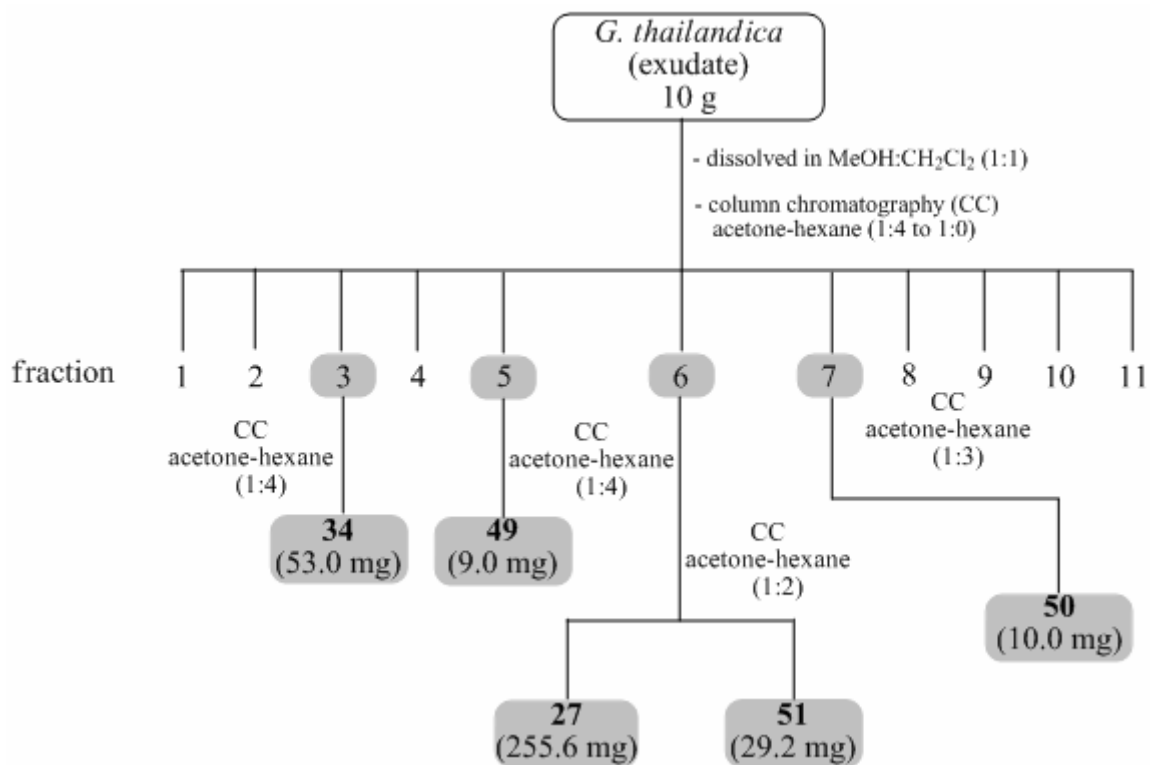 G. thailandica
(exudate)
10 g
- dissolved in MeOH:CH₂Cl₂ (1:1)
- column chromatography (CC)
acetone-hexane (1:4 to 1:0)
fraction 1 2 3 4 5 6 7 8 9 10 11
CC
acetone-hexane
(1:4)
34
(53.0 mg)
CC
acetone-hexane
(1:4)
49
(9.0 mg)
CC
acetone-hexane
(1:2)
27
(255.6 mg)
51
(29.2 mg)
CC
acetone-hexane
(1:3)
50
(10.0 mg)